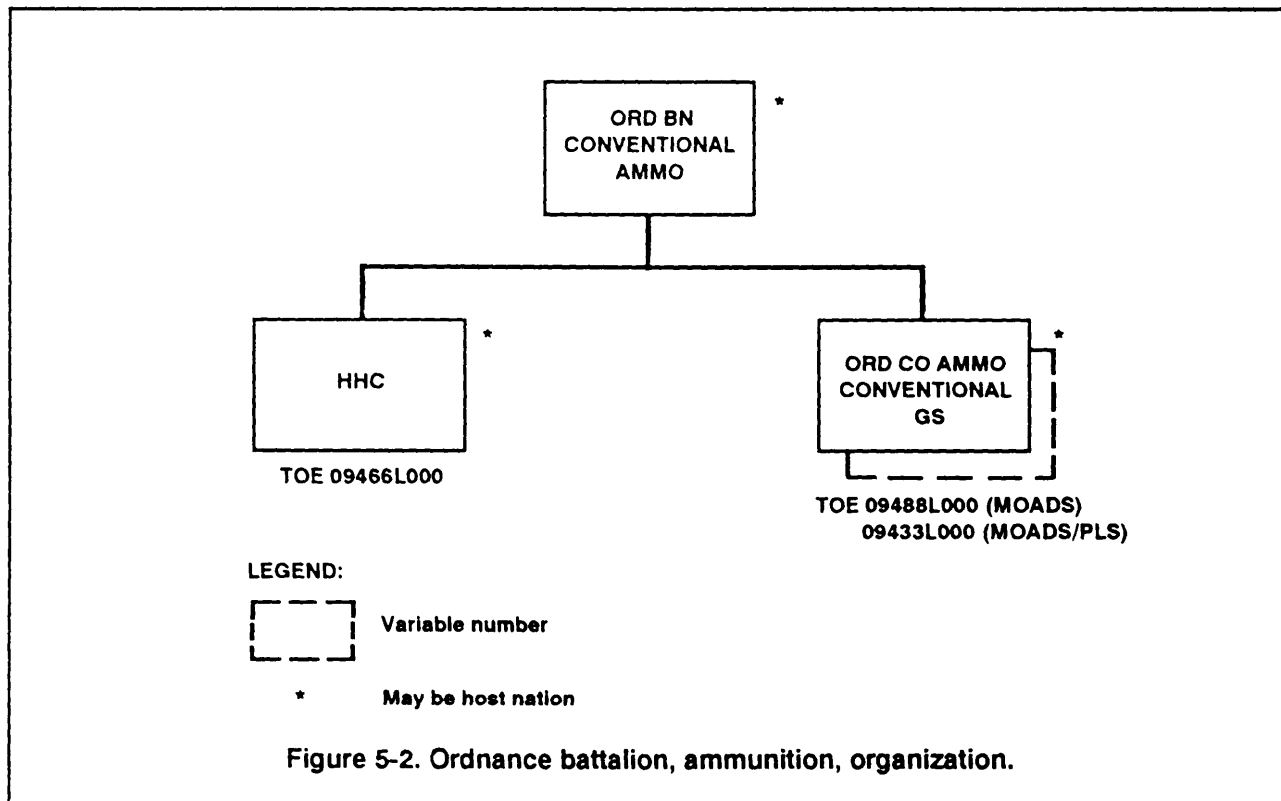 ORD BN
CONVENTIONAL
AMMO
*
HHC
*
TOE 09466L000
ORD CO AMMO
CONVENTIONAL
GS
*
TOE 09488L000 (MOADS)
09433L000 (MOADS/PLS)
LEGEND:
Variable number
* May be host nation
Figure 5-2. Ordnance battalion, ammunition, organization.